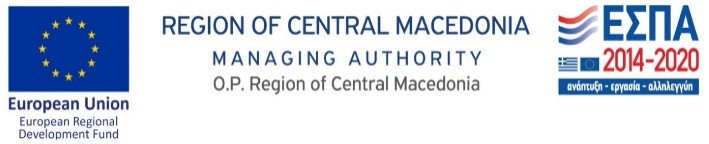 European Union
European Regional
Development Fund
REGION OF CENTRAL MACEDONIA
MANAGING AUTHORITY
O.P. Region of Central Macedonia
ΕΣΠΑ
2014-2020
ανάπτυξη - εργασία - αλληλεγγύη